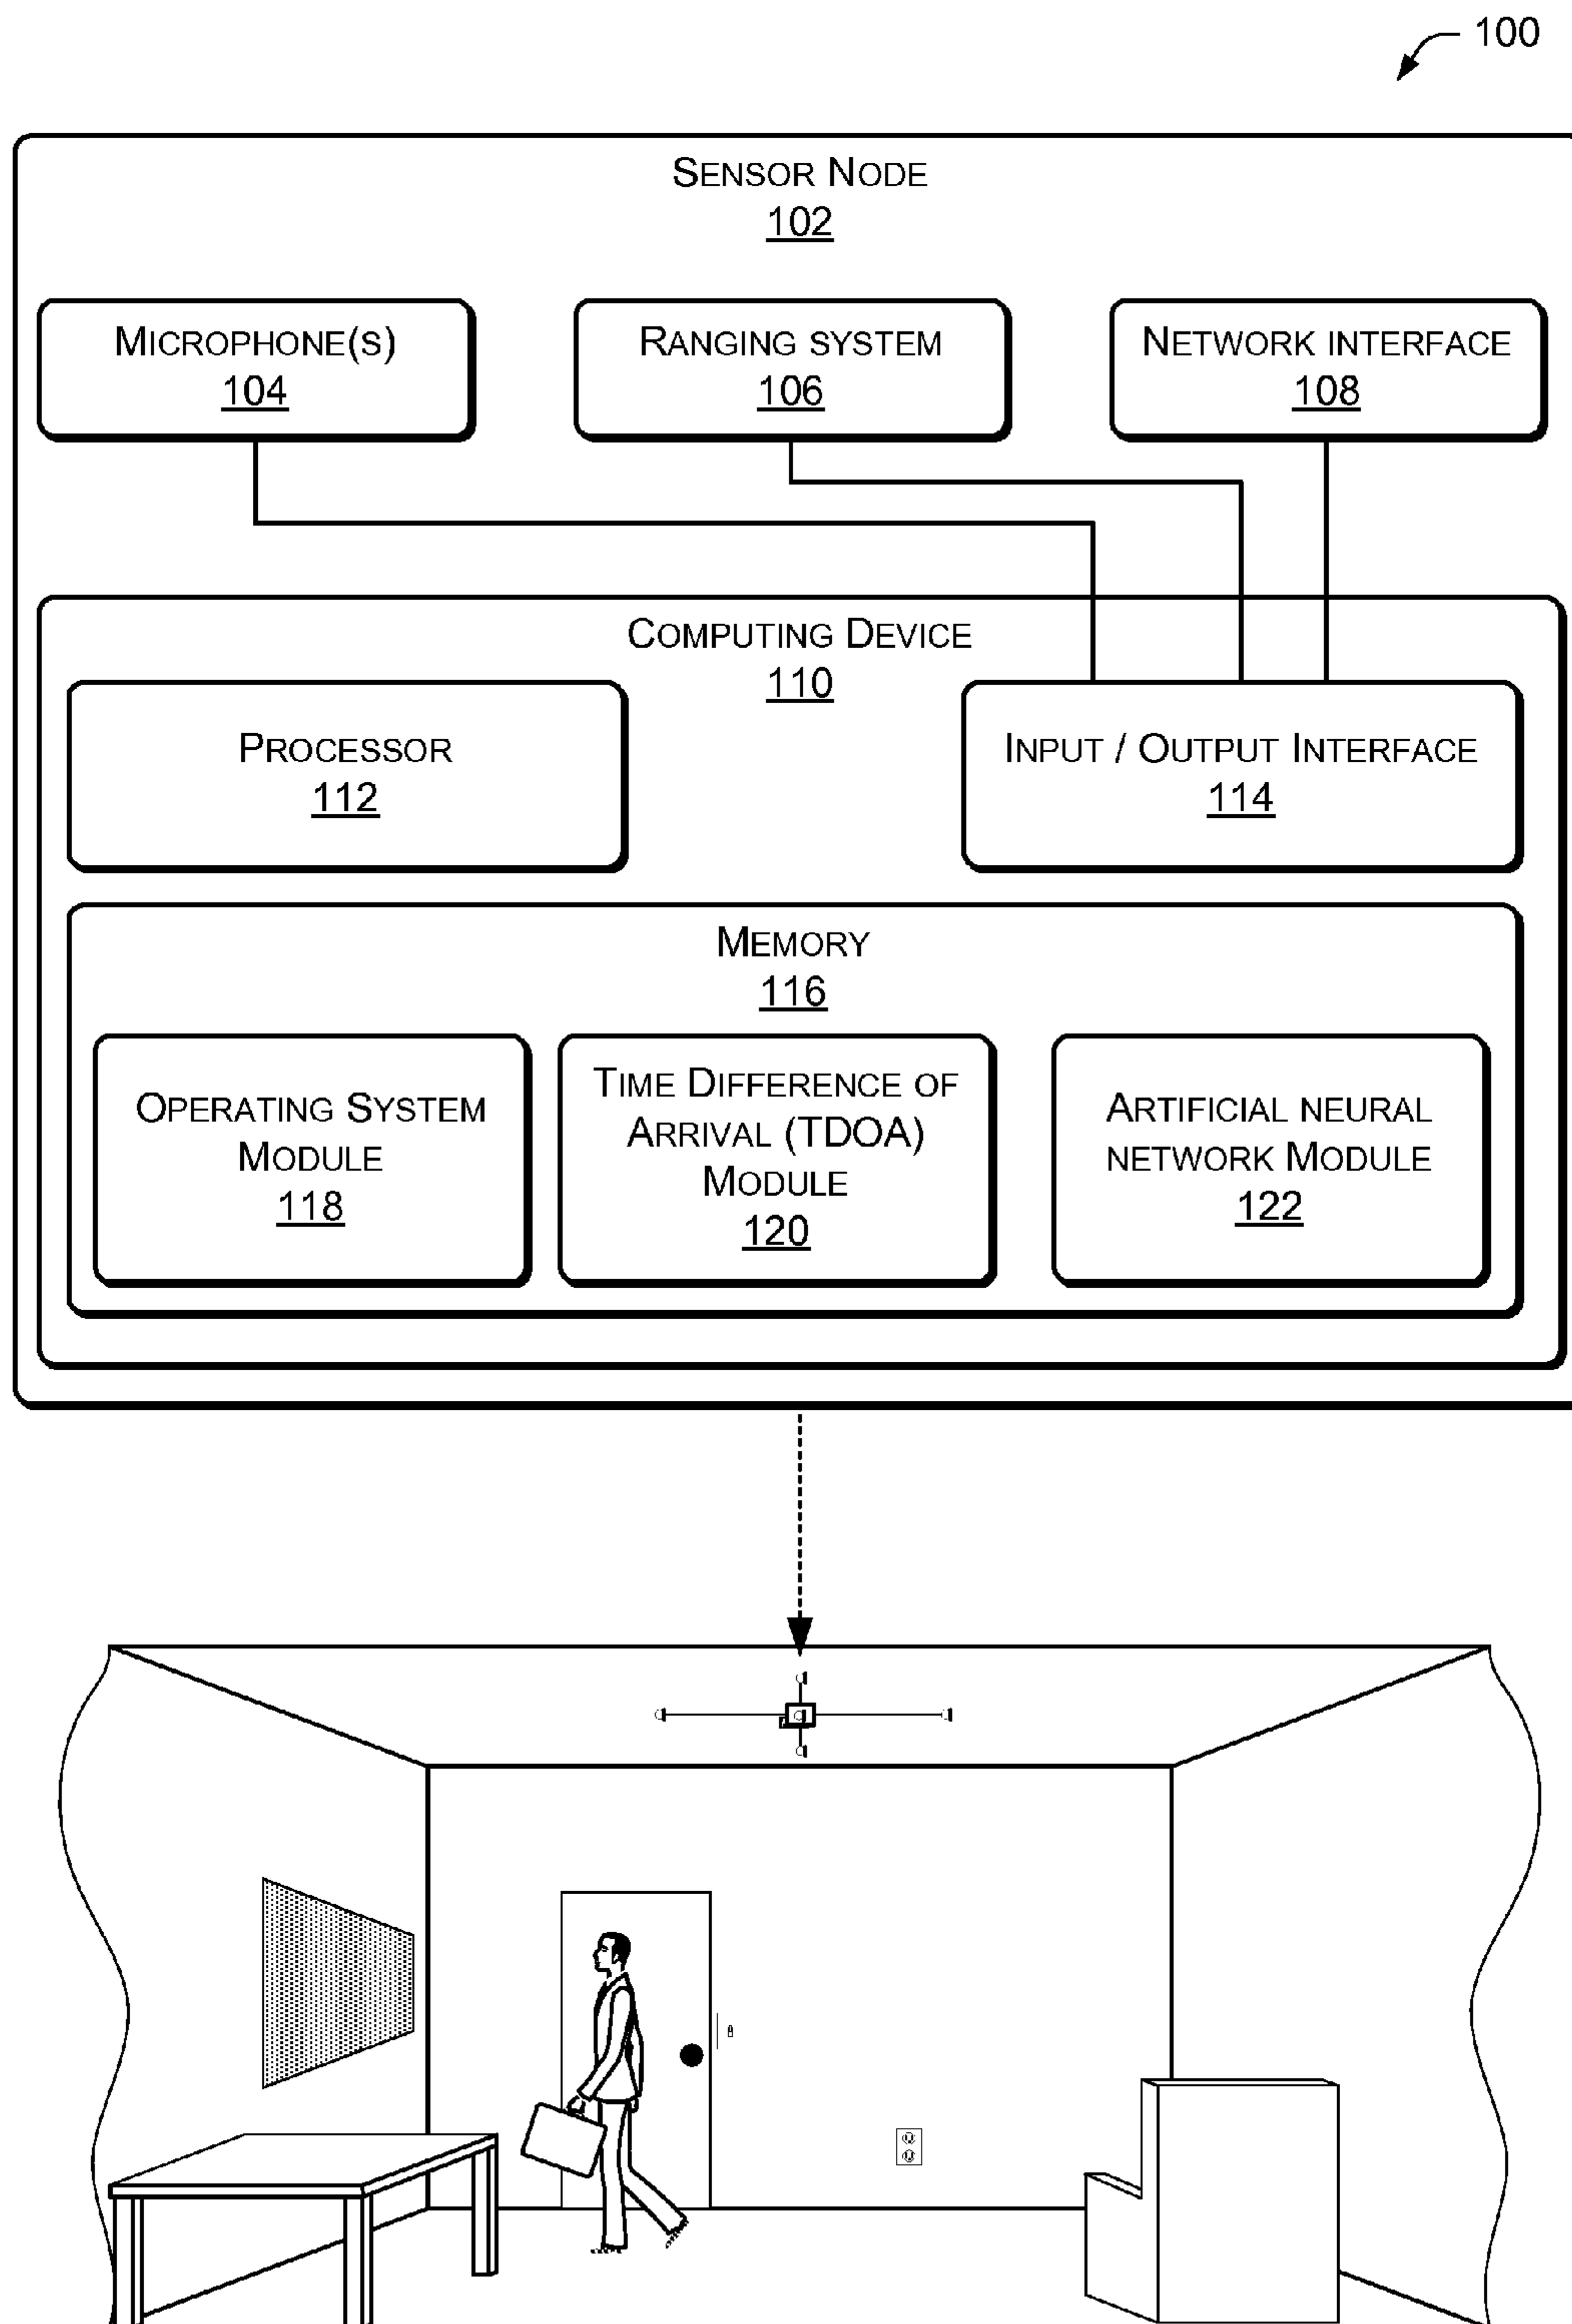 100
SENSOR NODE
102
MICROPHONE(S)
104
RANGING SYSTEM
106
NETWORK INTERFACE
108
COMPUTING DEVICE
110
PROCESSOR
112
INPUT / OUTPUT INTERFACE
114
MEMORY
116
OPERATING SYSTEM
MODULE
118
TIME DIFFERENCE OF
ARRIVAL (TDOA)
MODULE
120
ARTIFICIAL NEURAL
NETWORK MODULE
122